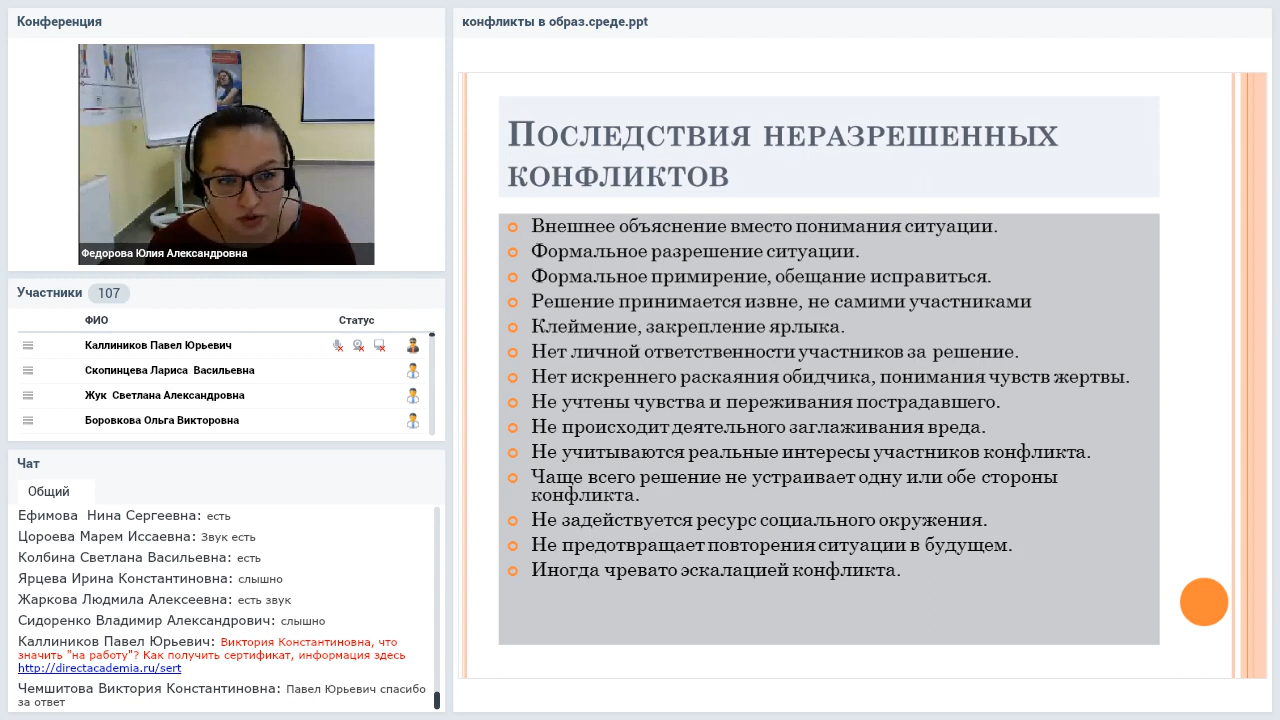 Конференция
Федорова Юлия Александровна
Участники 107
ФИО Статус
Каллиников Павел Юрьевич
Скопинцева Лариса Васильевна
Жук Светлана Александровна
Боровкова Ольга Викторовна
Чат
Общий
Ефимова Нина Сергеевна: есть
Цороева Марем Иссаевна: Звук есть
Колбина Светлана Васильевна: есть
Ярцева Ирина Константиновна: слышно
Жаркова Людмила Алексеевна: есть звук
Сидоренко Владимир Александрович: слышно
Каллиников Павел Юрьевич: Виктория Константиновна, что
значить "на работу"? Как получить сертификат, информация здесь
http://directacademia.ru/sert
Чемшитова Виктория Константиновна: Павел Юрьевич спасибо
за ответ
конфликты в образ.среде.ppt
Последствия неразрешенных
конфликтов
Внешнее объяснение вместо понимания ситуации.
Формальное разрешение ситуации.
Формальное примирение, обещание исправиться.
Решение принимается извне, не самими участниками
Клеймение, закрепление ярлыка.
Нет личной ответственности участников за решение.
Нет искреннего раскаяния обидчика, понимания чувств жертвы.
Не учтены чувства и переживания пострадавшего.
Не происходит деятельного заглаживания вреда.
Не учитываются реальные интересы участников конфликта.
Чаще всего решение не устраивает одну или обе стороны
конфликта.
Не задействуется ресурс социального окружения.
Не предотвращает повторения ситуации в будущем.
Иногда чревато эскалацией конфликта.